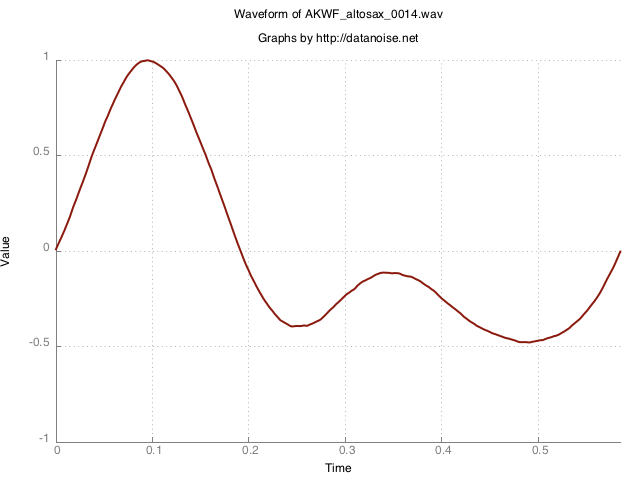 Waveform of AKWF_altosax_0014.wav
Graphs by http://datanoise.net
1
0.5
0
-0.5
-1
Value
0 0.1 0.2 0.3 0.4 0.5
Time